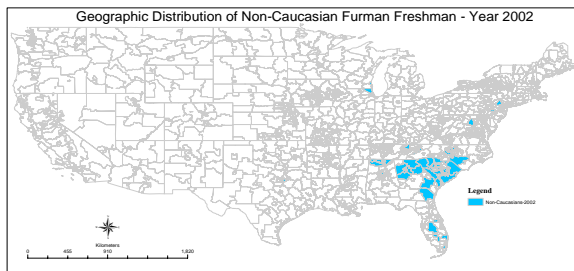 Geographic Distribution of Non-Caucasian Furman Freshman - Year 2002
Legend
Non-Caucasians-2002
Kilometers
0 455 910 1,820